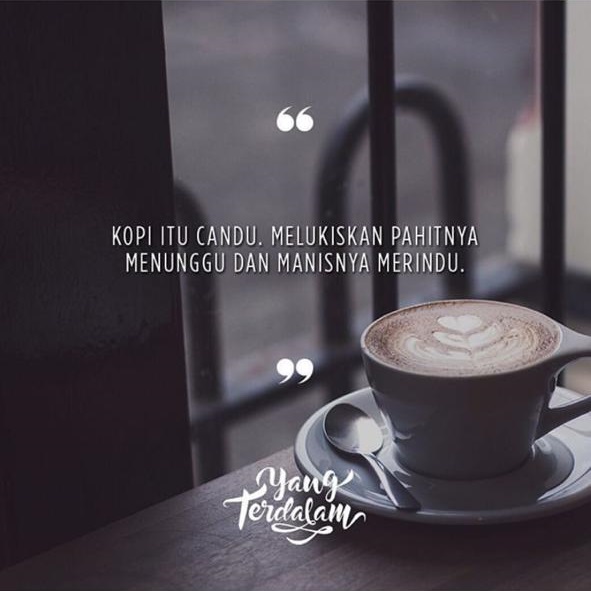 “
KOPI ITU CANDU. MELUKISKAN PAHITNYA
MENUNGGU DAN MANISNYA MERINDU.
”
Yang
Terdalam